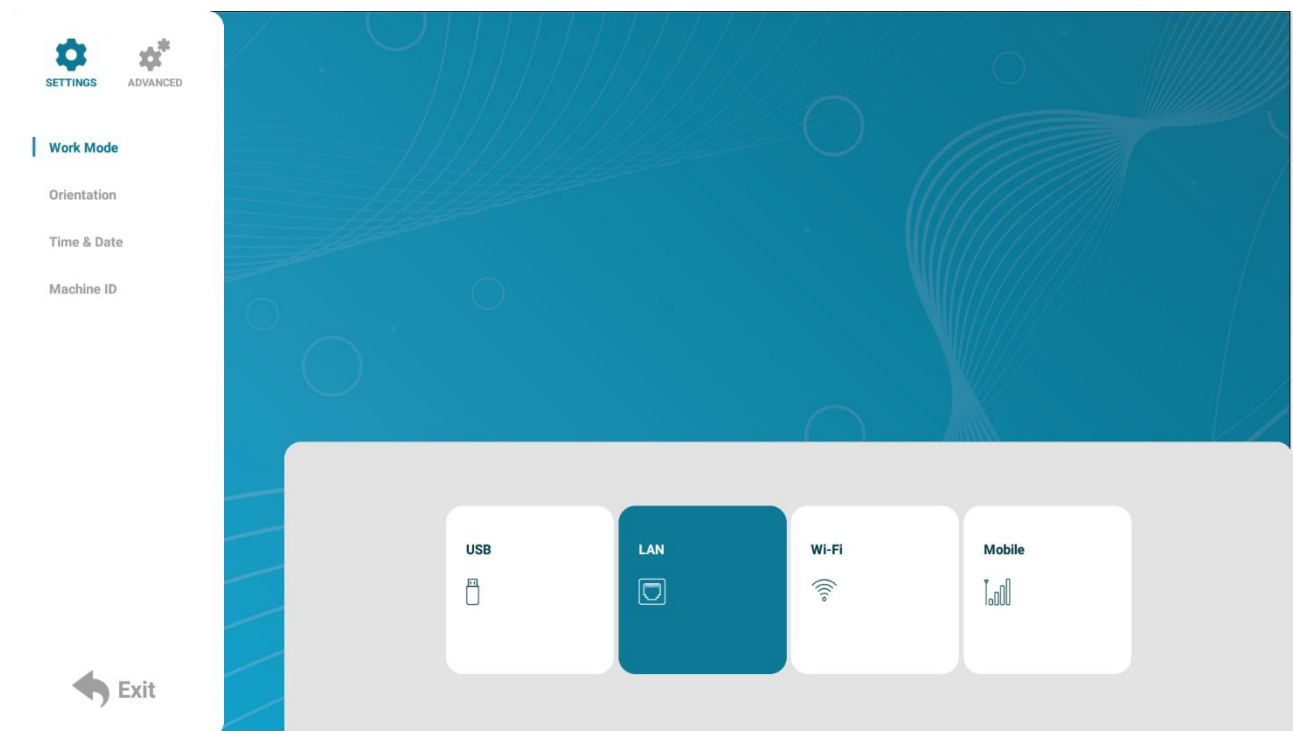 SETTINGS ADVANCED
Work Mode
Orientation
Time & Date
Machine ID
USB LAN Wi-Fi Mobile
Exit